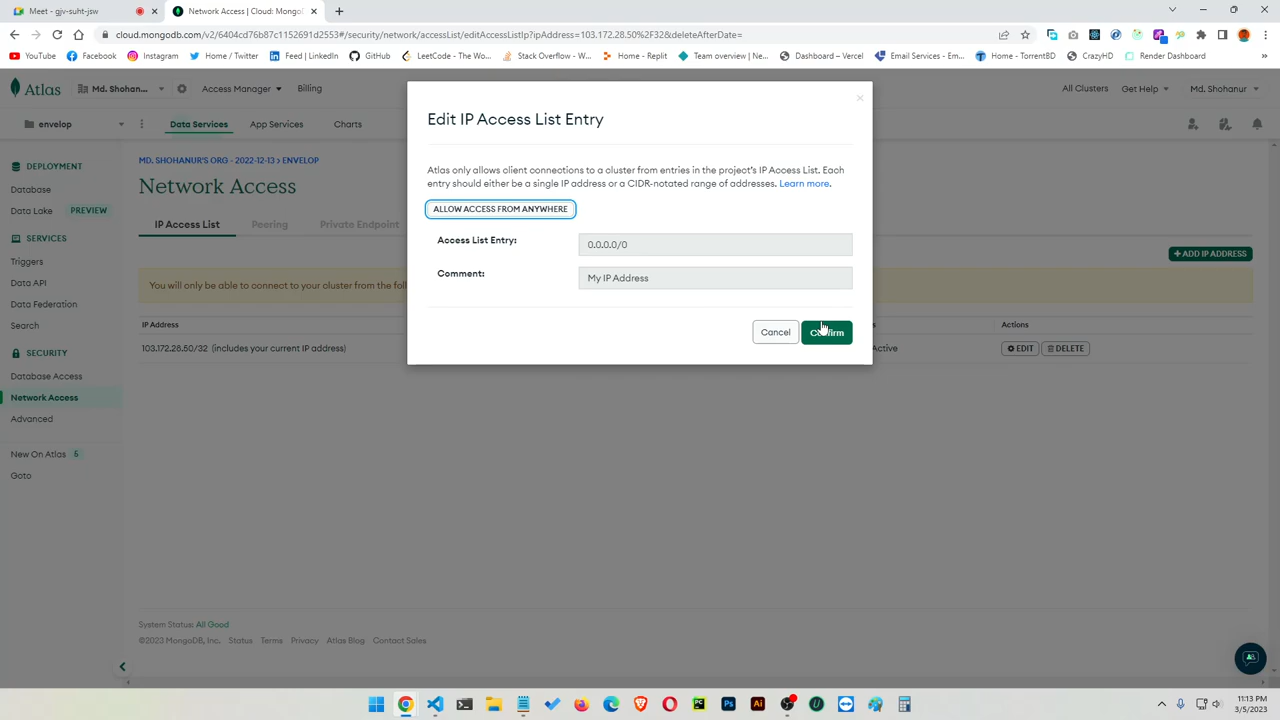 Meet - gjv-suht-jsw
Network Access | Cloud: MongoD
cloud.mongodb.com/v2/6404cd76b87c1152691d2553#/security/network/accessList/editAccessListIp?ipAddress=103.172.28.50%2F32&deleteAfterDate=
YouTube
Facebook
Instagram
Home / Twitter
Feed | LinkedIn
GitHub
LeetCode - The Wo...
Stack Overflow - W...
Home - Replit
Team overview | Ne...
Dashboard – Vercel
Email Services - Em...
Home - TorrentBD
CrazyHD
Render Dashboard
»
Atlas
Md. Shohan...
Access Manager
Billing
All Clusters
Get Help
Md. Shohanur
envelop
Data Services
App Services
Charts
DEPLOYMENT
Database
Data Lake PREVIEW
SERVICES
Triggers
Data API
Data Federation
Search
SECURITY
Database Access
Network Access
Advanced
New On Atlas 5
Goto
MD. SHOHANUR'S ORG - 2022-12-13 › ENVELOP
Network Access
IP Access List
Peering
Private Endpoint
+ ADD IP ADDRESS
You will only be able to connect to your cluster from the fol
IP Address
Actions
103.172.28.50/32 (includes your current IP address)
Active
EDIT
DELETE
Edit IP Access List Entry
×
Atlas only allows client connections to a cluster from entries in the project's IP Access List. Each
entry should either be a single IP address or a CIDR-notated range of addresses. Learn more.
ALLOW ACCESS FROM ANYWHERE
Access List Entry:
0.0.0.0/0
Comment:
My IP Address
Cancel
Confirm
System Status: All Good
©2023 MongoDB, Inc.
Status
Terms
Privacy
Atlas Blog
Contact Sales
11:13 PM
3/5/2023